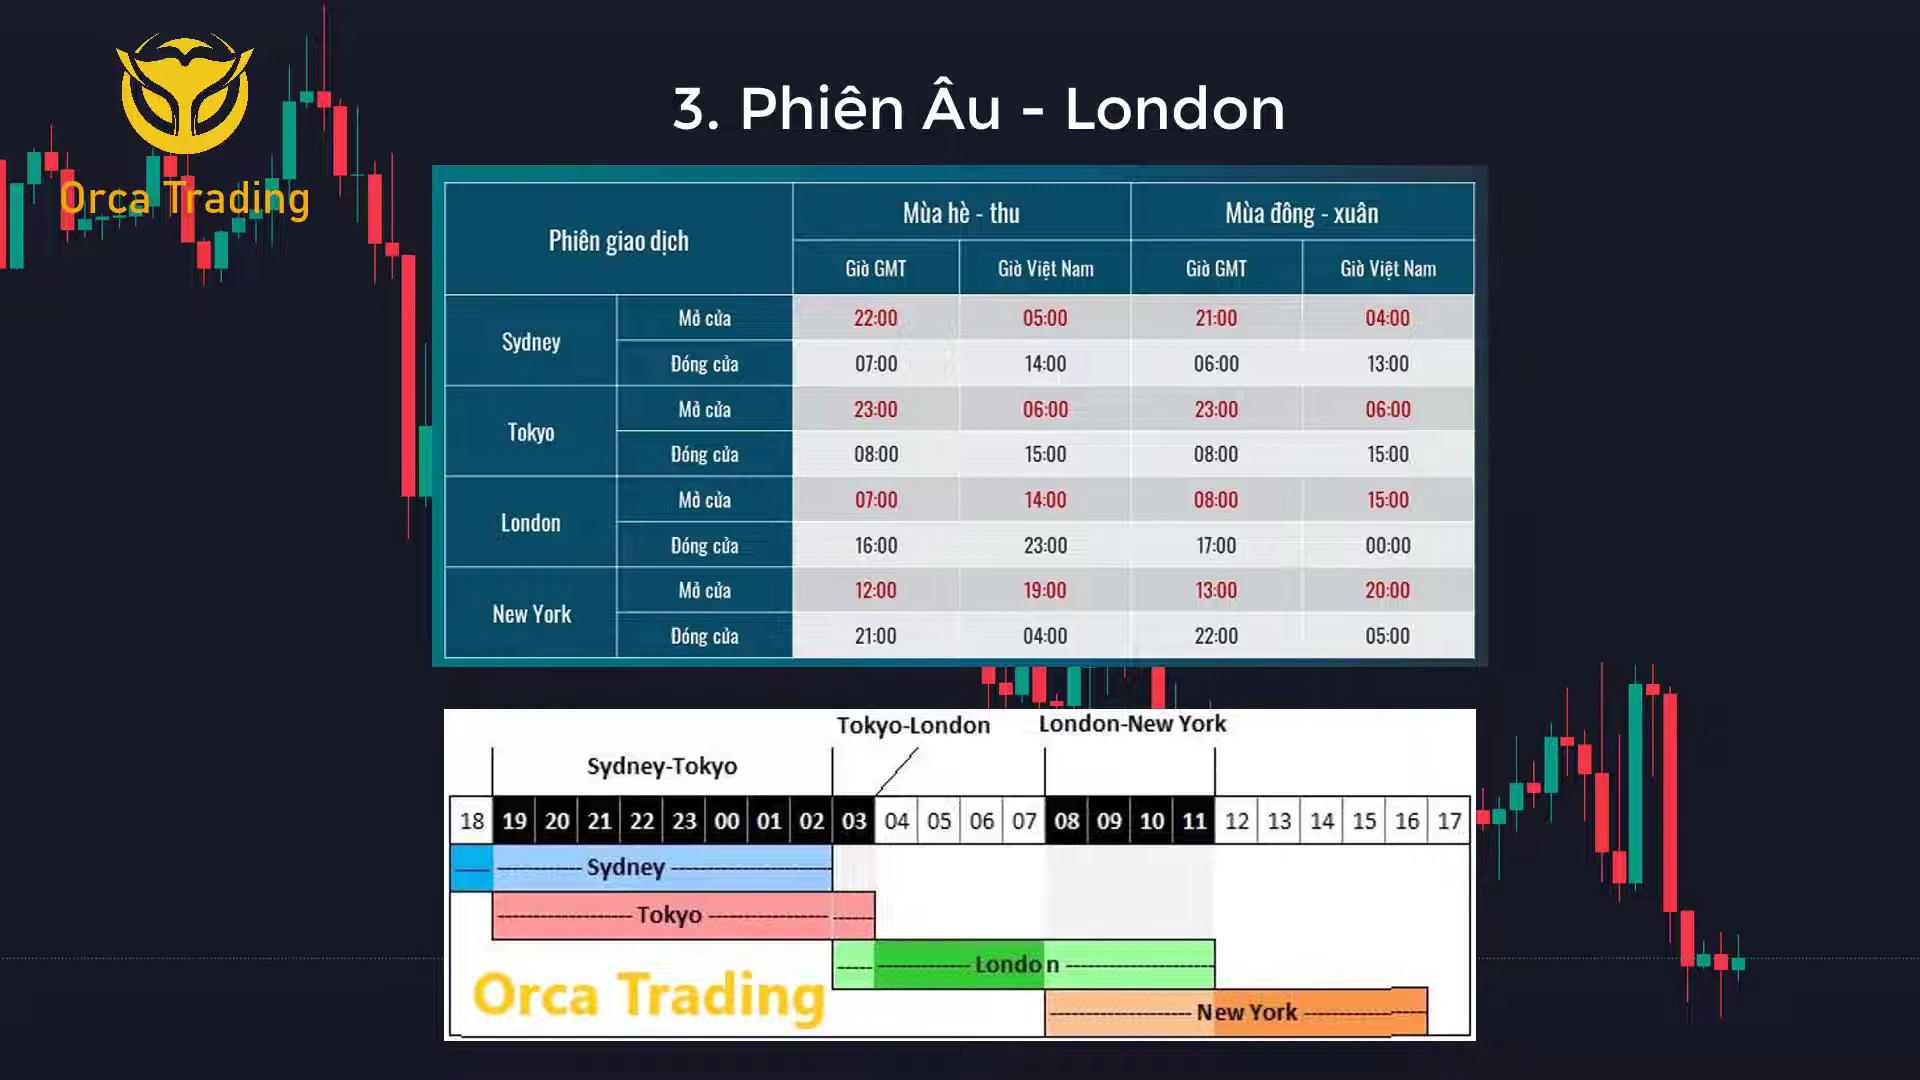 Orca Trading
3. Phiên Âu - London
Phiên giao dịch Mùa hè - thu Mùa đông - xuân
Giờ GMT Giờ Việt Nam Giờ GMT Giờ Việt Nam
Sydney Mở cửa 22:00 05:00 21:00 04:00
Đóng cửa 07:00 14:00 06:00 13:00
Tokyo Mở cửa 23:00 06:00 23:00 06:00
Đóng cửa 08:00 15:00 08:00 15:00
London Mở cửa 07:00 14:00 08:00 15:00
Đóng cửa 16:00 23:00 17:00 00:00
New York Mở cửa 12:00 19:00 13:00 20:00
Đóng cửa 21:00 04:00 22:00 05:00
Tokyo-London London-New York
Sydney-Tokyo
18 19 20 21 22 23 00 01 02 03 04 05 06 07 08 09 10 11 12 13 14 15 16 17
Sydney
Tokyo
London
Orca Trading
New York